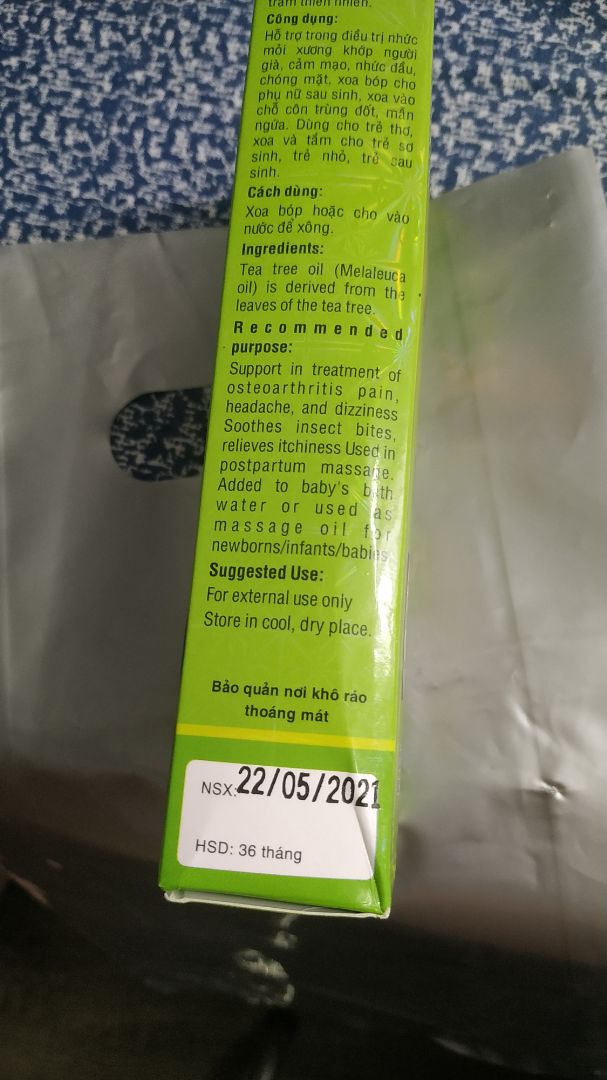 tràm thiên nhiên.
Công dụng:
Hỗ trợ trong điều trị nhức
mỏi xương khớp người
già, cảm mạo, nhức đầu,
chóng mặt, xoa bóp cho
phụ nữ sau sinh, xoa vào
chỗ côn trùng đốt, mẩn
ngứa. Dùng cho trẻ thơ,
xoa và tắm cho trẻ sơ
sinh, trẻ nhỏ, trẻ sau
sinh.
Cách dùng:
Xoa bóp hoặc cho vào
nước để xông.
Ingredients:
Tea tree oil (Melaleuca
oil) is derived from the
leaves of the tea tree.
Recommended
purpose:
Support in treatment of
osteoarthritis pain,
headache, and dizziness
Soothes insect bites,
relieves itchiness Used in
postpartum massage.
Added to baby's bath
water or used as
massage oil for
newborns/infants/babies
Suggested Use:
For external use only
Store in cool, dry place.
Bảo quản nơi khô ráo
thoáng mát
NSX: 22/05/2021
HSD: 36 tháng